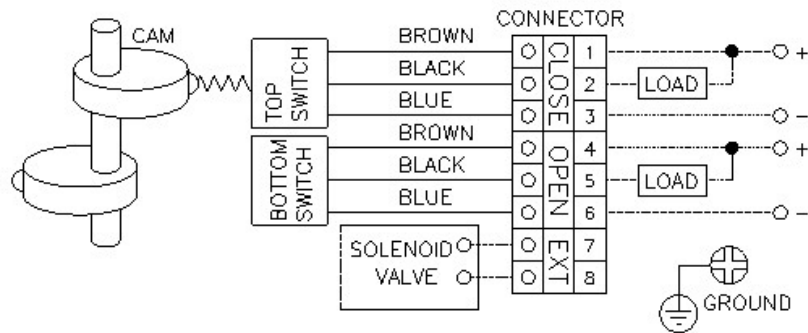 CONNECTOR
CAM
TOP SWITCH
BROWN
BLACK
BLUE
CLOSE
1
2
3
LOAD
+
−
BOTTOM SWITCH
BROWN
BLACK
BLUE
OPEN
4
5
6
LOAD
+
−
SOLENOID
VALVE
EXT
7
8
GROUND